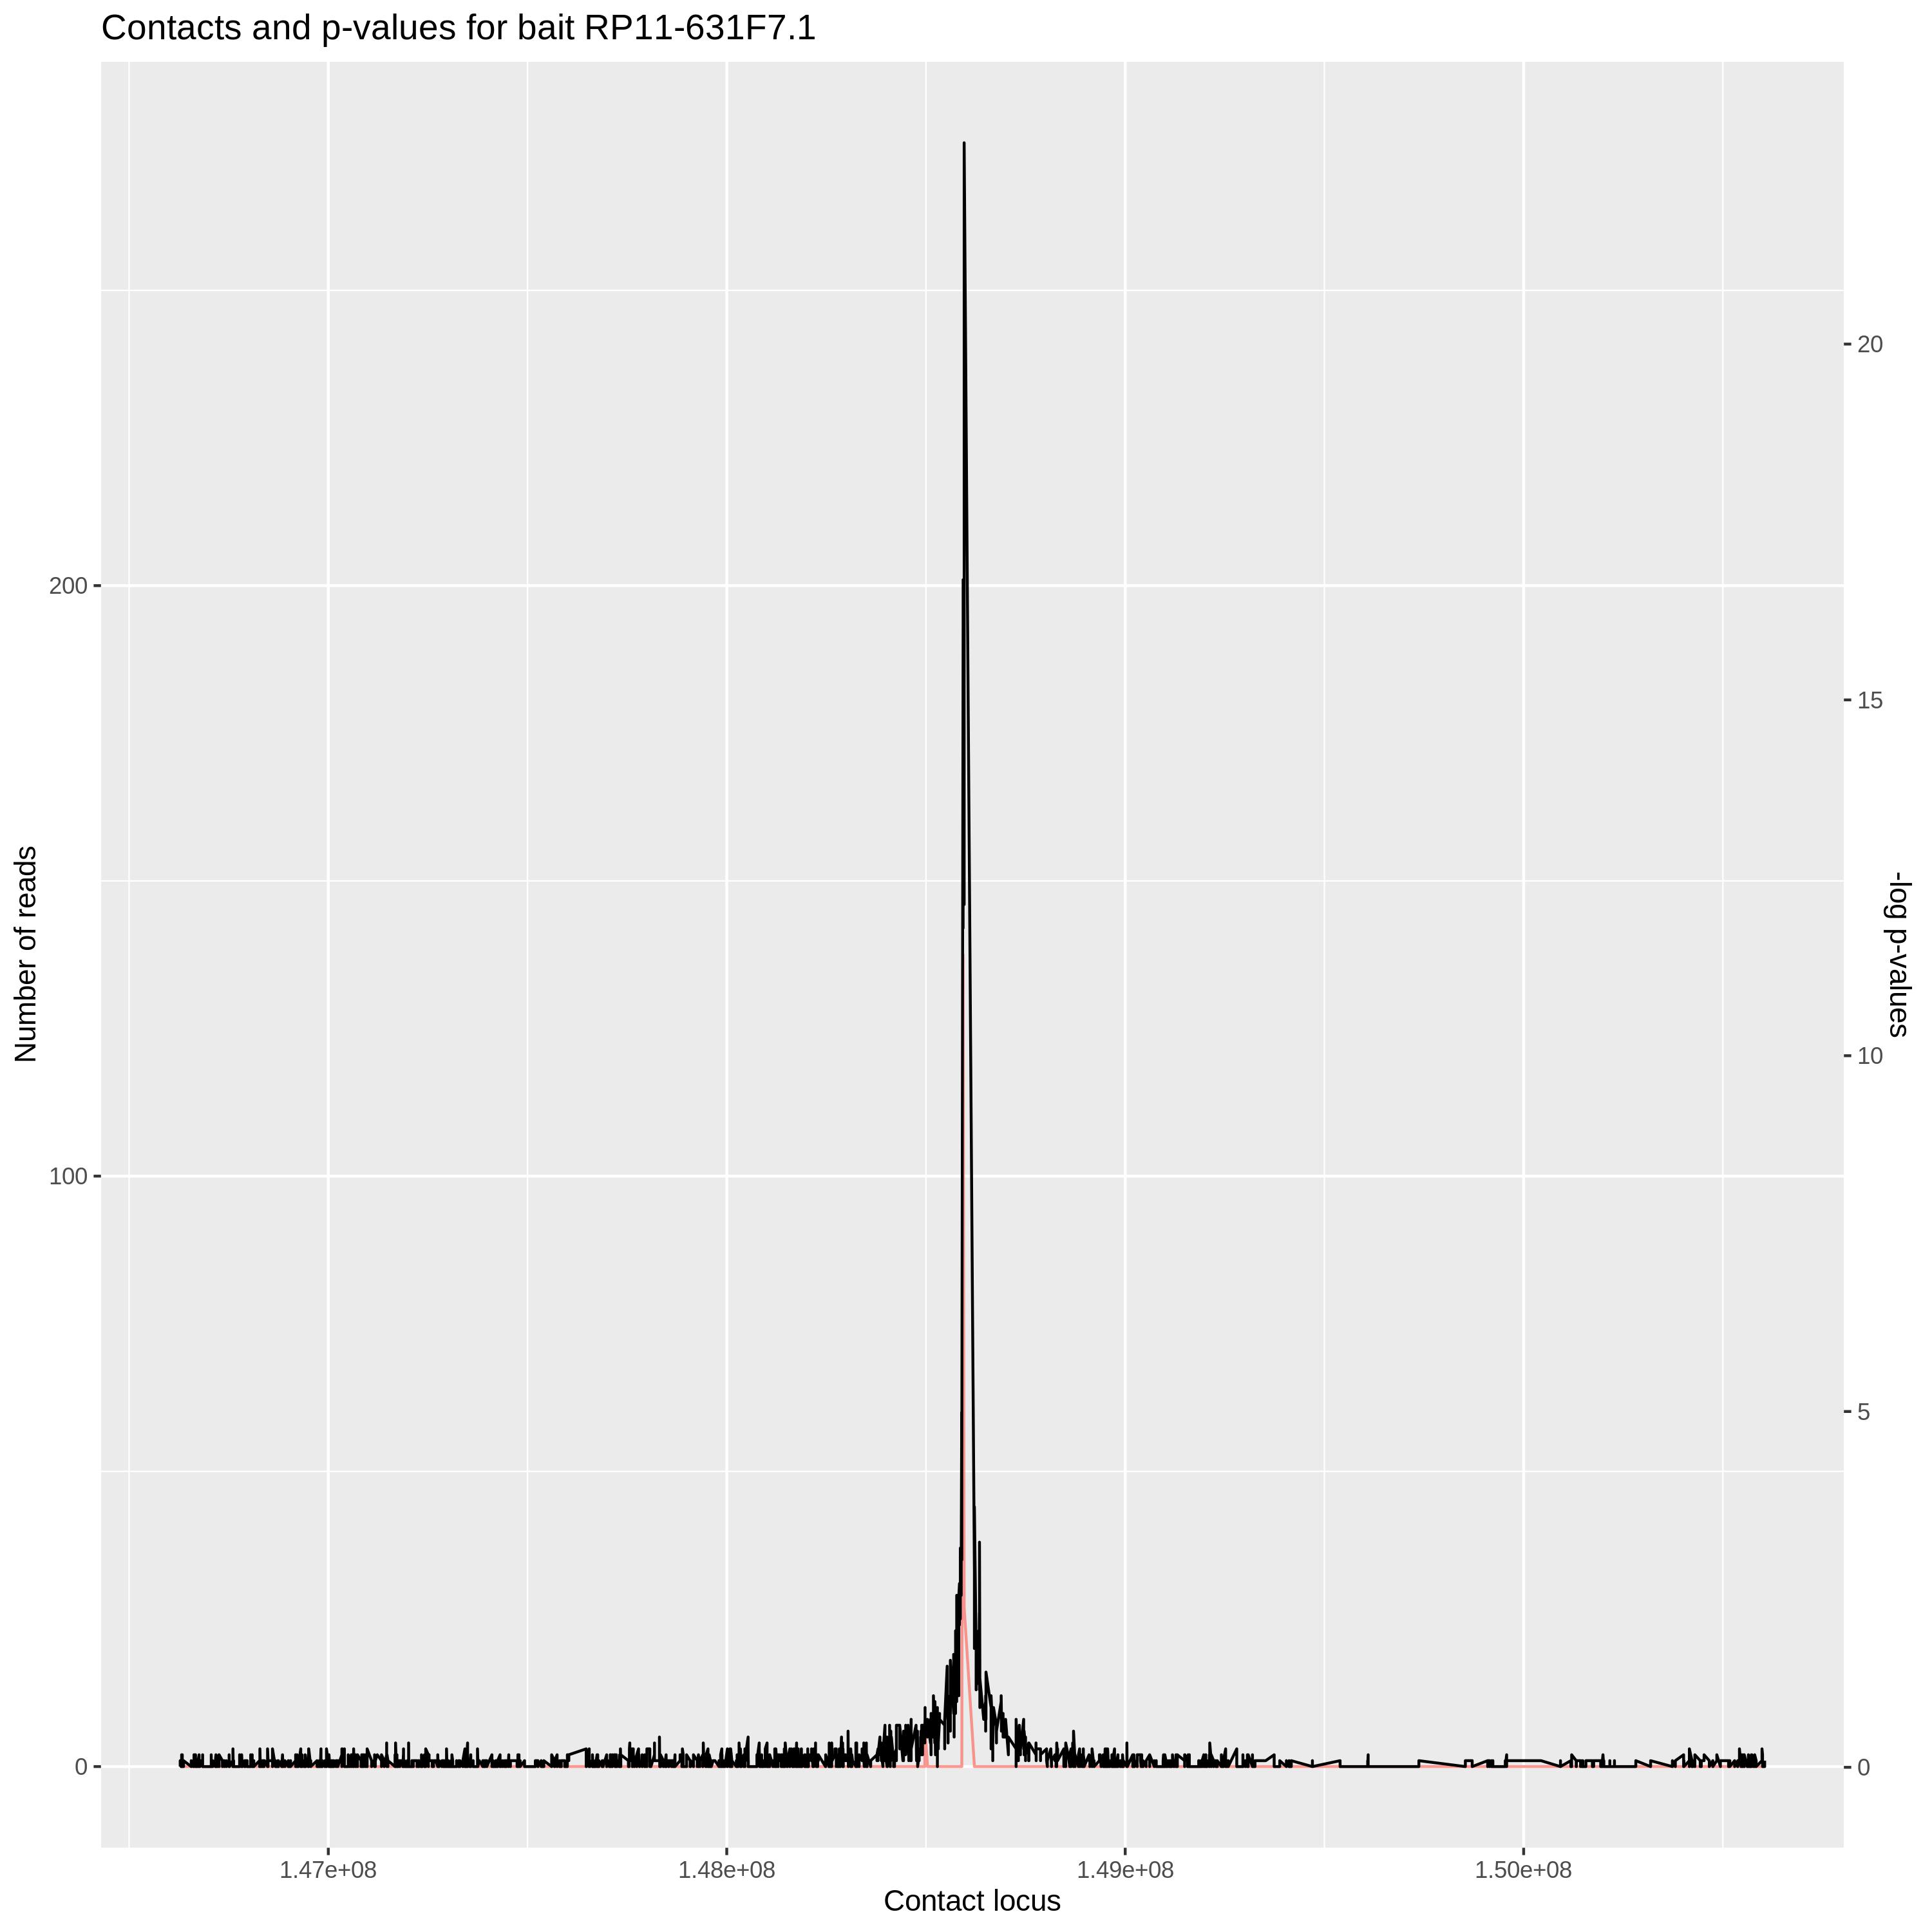 Contacts and p-values for bait RP11-631F7.1
Number of reads
200
100
0
20
15
10
5
0
-log p-values
1.47e+08
1.48e+08
1.49e+08
1.50e+08
Contact locus